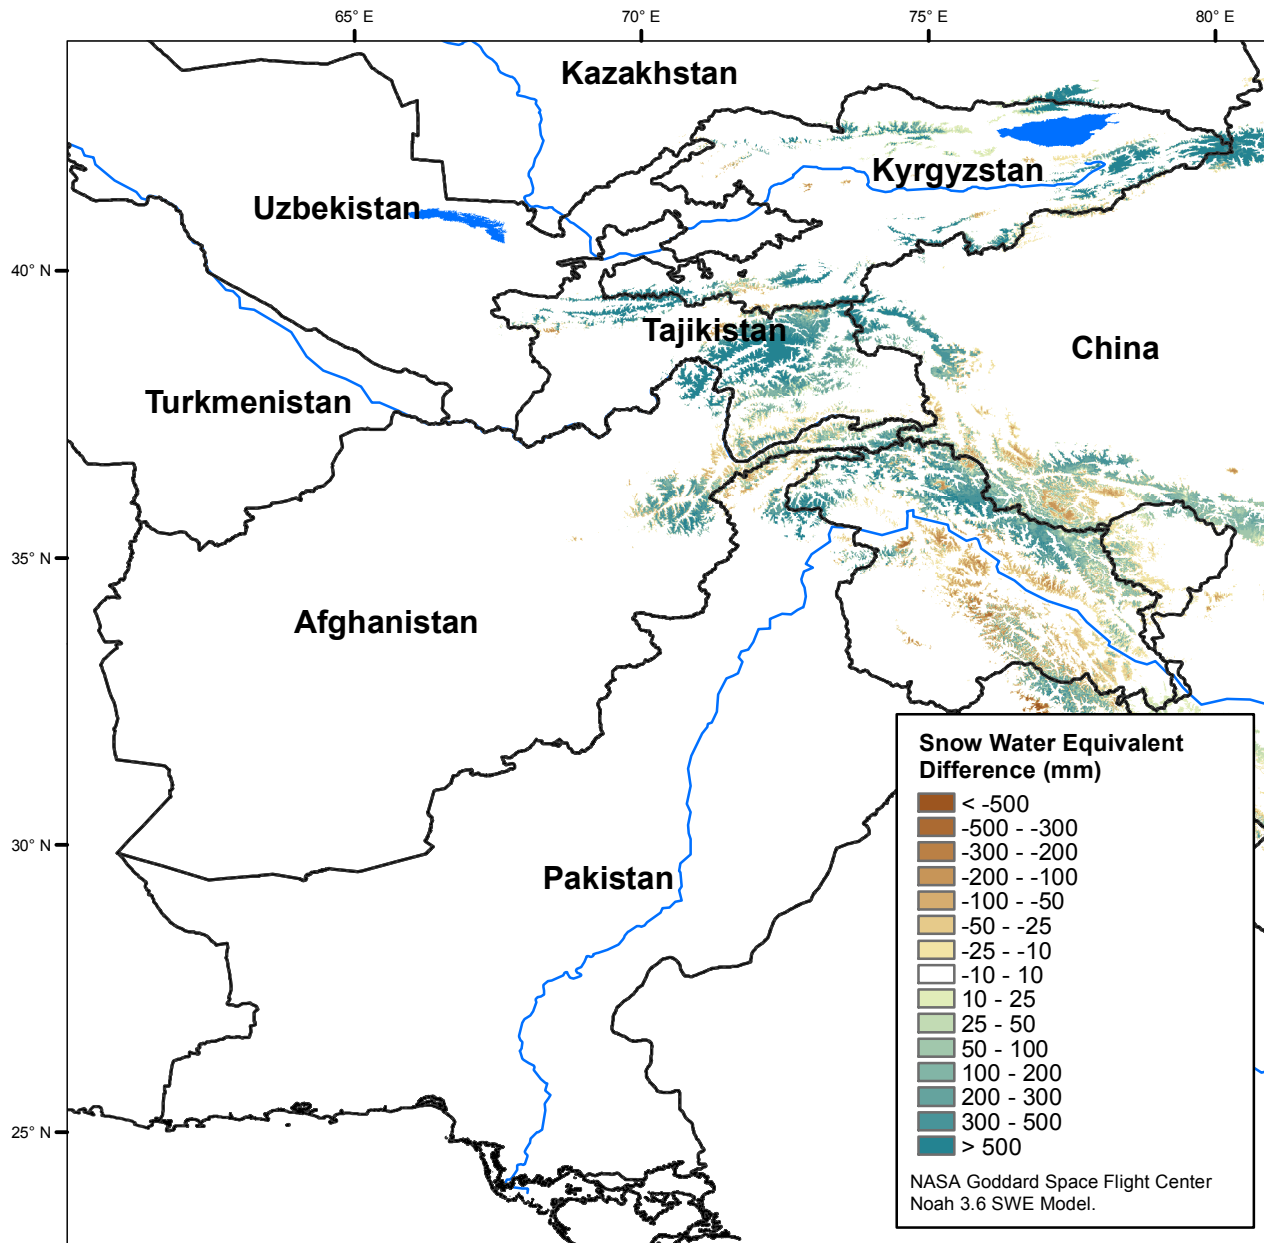 65° E
70° E
75° E
80° E
Kazakhstan
Kyrgyzstan
Uzbekistan
40° N
Tajikistan
China
Turkmenistan
35° N
Afghanistan
30° N
Pakistan
25° N
Snow Water Equivalent
Difference (mm)
< -500
-500 - -300
-300 - -200
-200 - -100
-100 - -50
-50 - -25
-25 - -10
-10 - 10
10 - 25
25 - 50
50 - 100
100 - 200
200 - 300
300 - 500
> 500
NASA Goddard Space Flight Center
Noah 3.6 SWE Model.